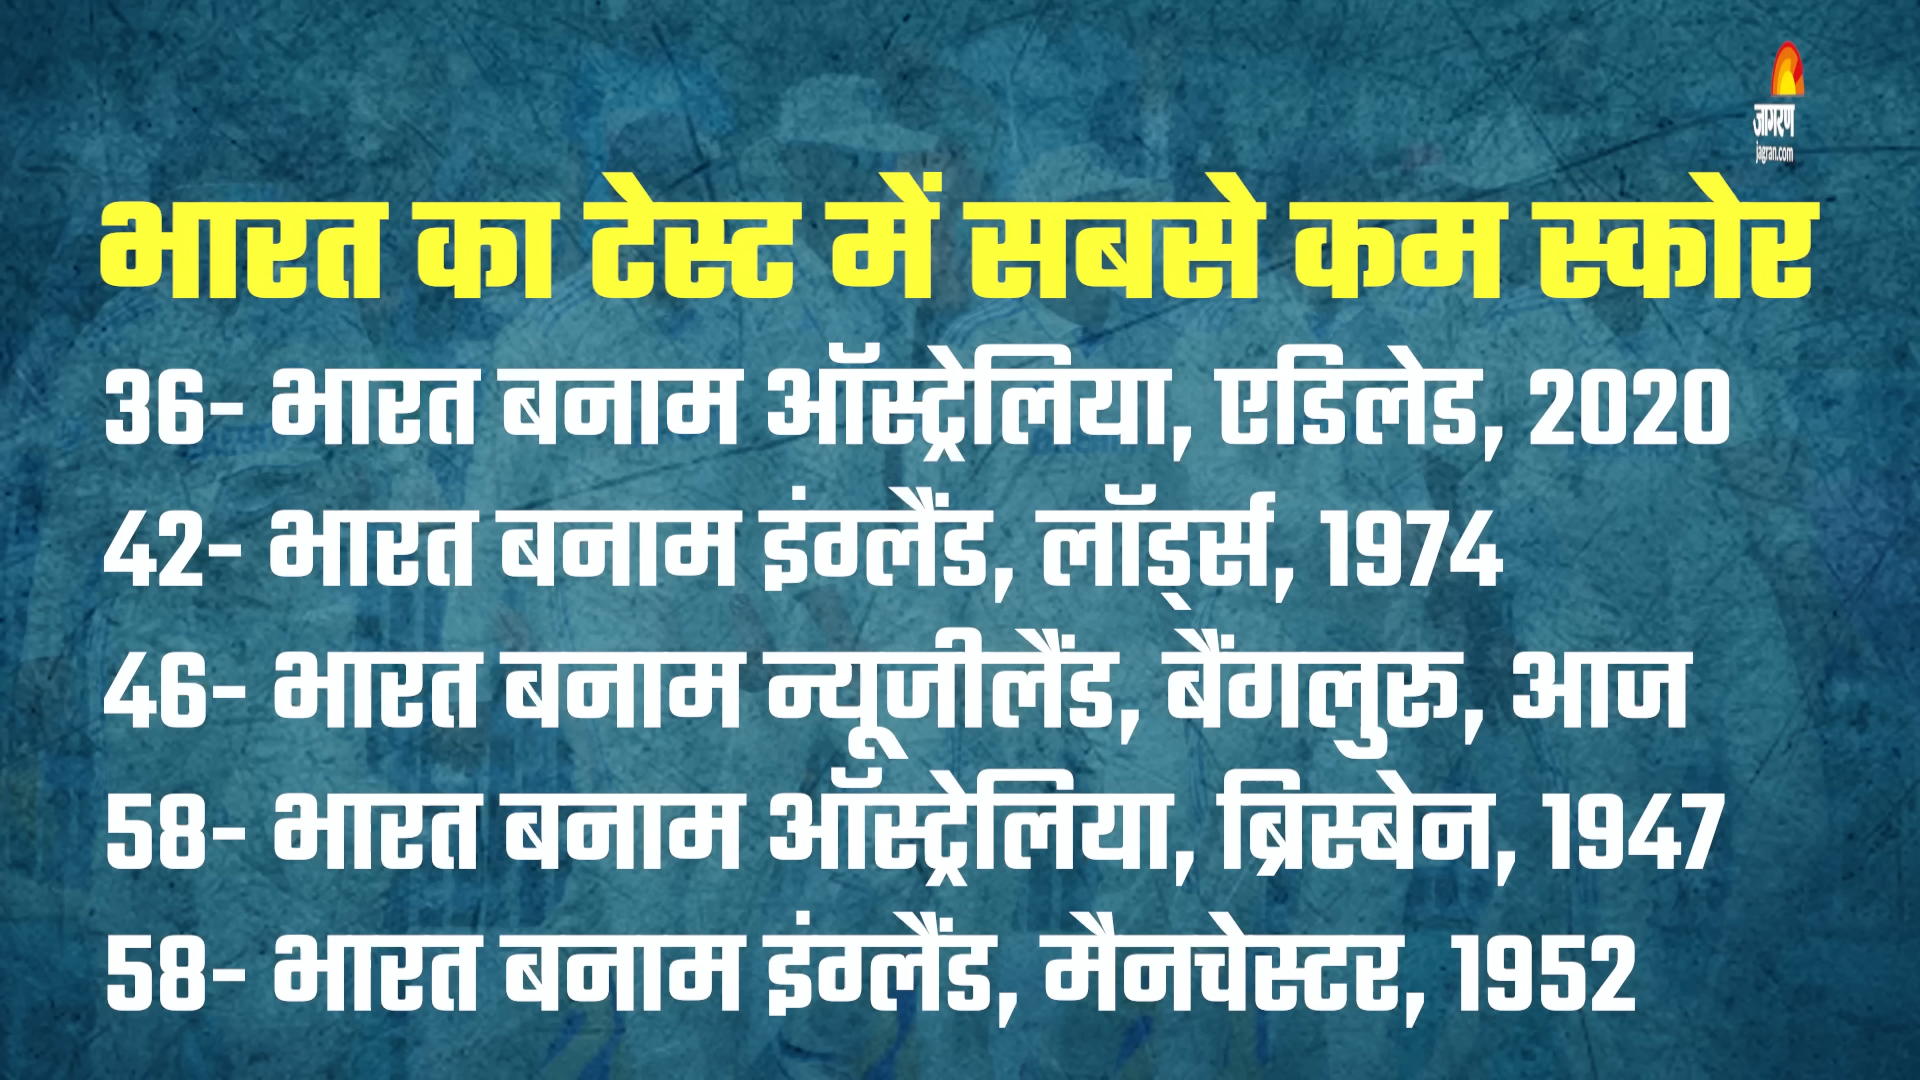 जागरण
jagran.com
भारत का टेस्ट में सबसे कम स्कोर
36- भारत बनाम ऑस्ट्रेलिया, एडिलेड, 2020
42- भारत बनाम इंग्लैंड, लॉर्ड्स, 1974
46- भारत बनाम न्यूजीलैंड, बैंगलुरू, आज
58- भारत बनाम ऑस्ट्रेलिया, ब्रिस्बेन, 1947
58- भारत बनाम इंग्लैंड, मैनचेस्टर, 1952